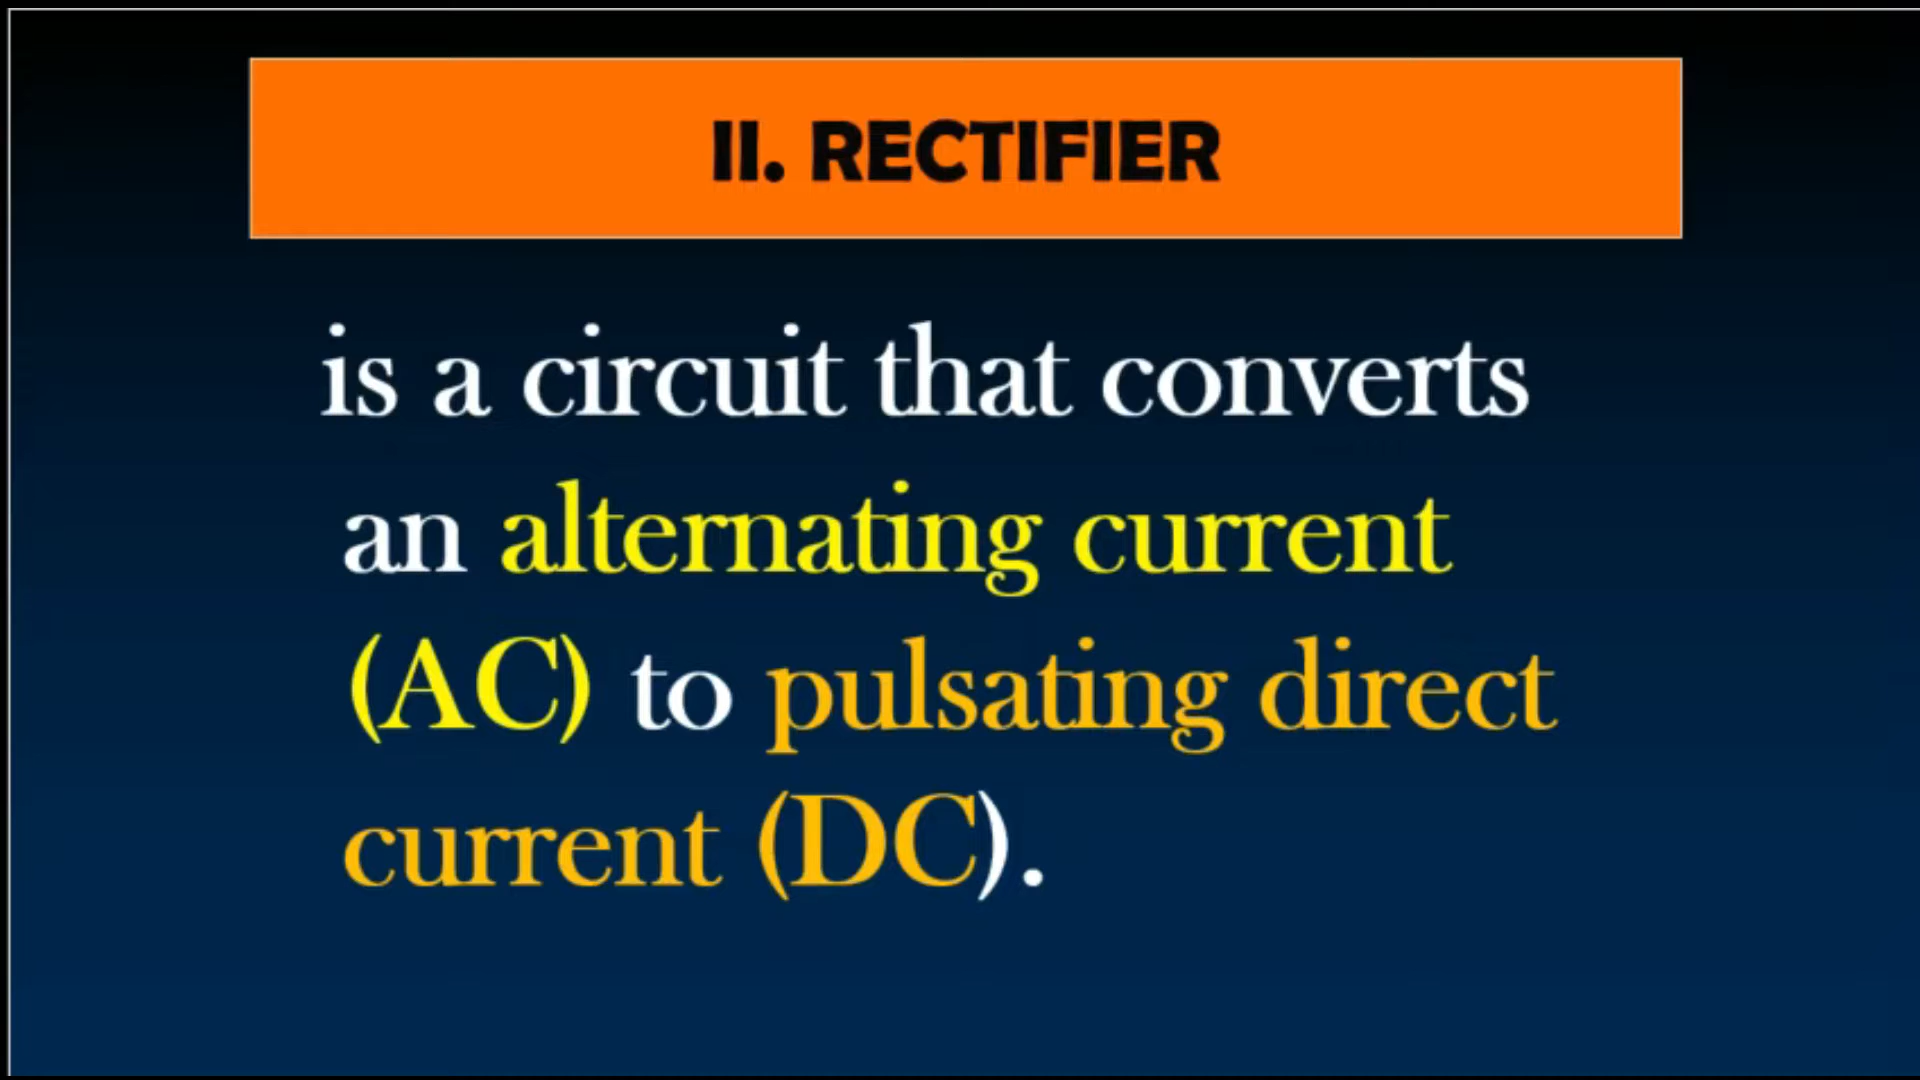 II. RECTIFIER
is a circuit that converts
an alternating current
(AC) to pulsating direct
current (DC).